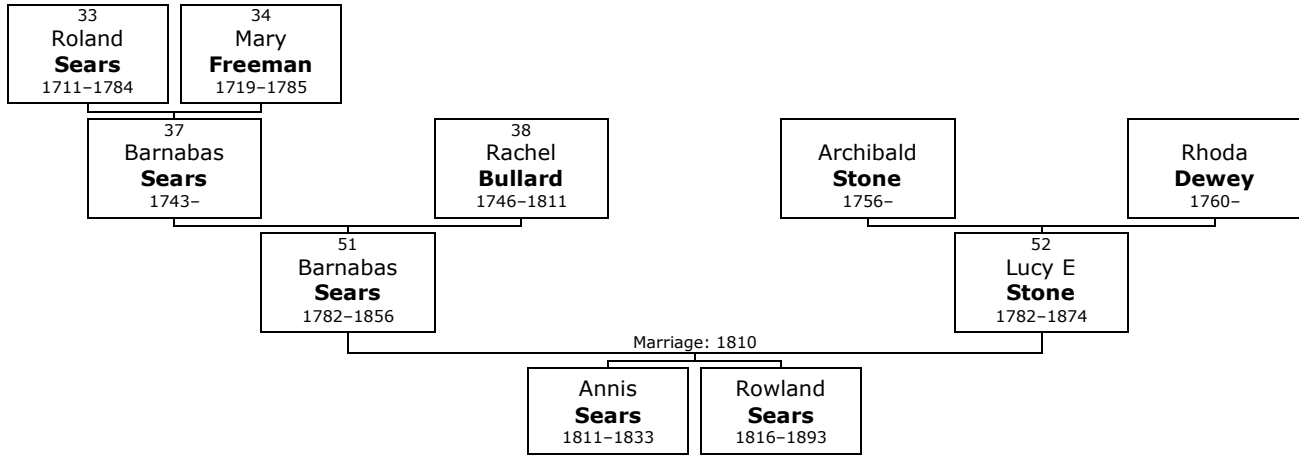 33
Roland
Sears
1711–1784
34
Mary
Freeman
1719–1785
37
Barnabas
Sears
1743–
38
Rachel
Bullard
1746–1811
Archibald
Stone
1756–
Rhoda
Dewey
1760–
51
Barnabas
Sears
1782–1856
52
Lucy E
Stone
1782–1874
Marriage: 1810
Annis
Sears
1811–1833
Rowland
Sears
1816–1893